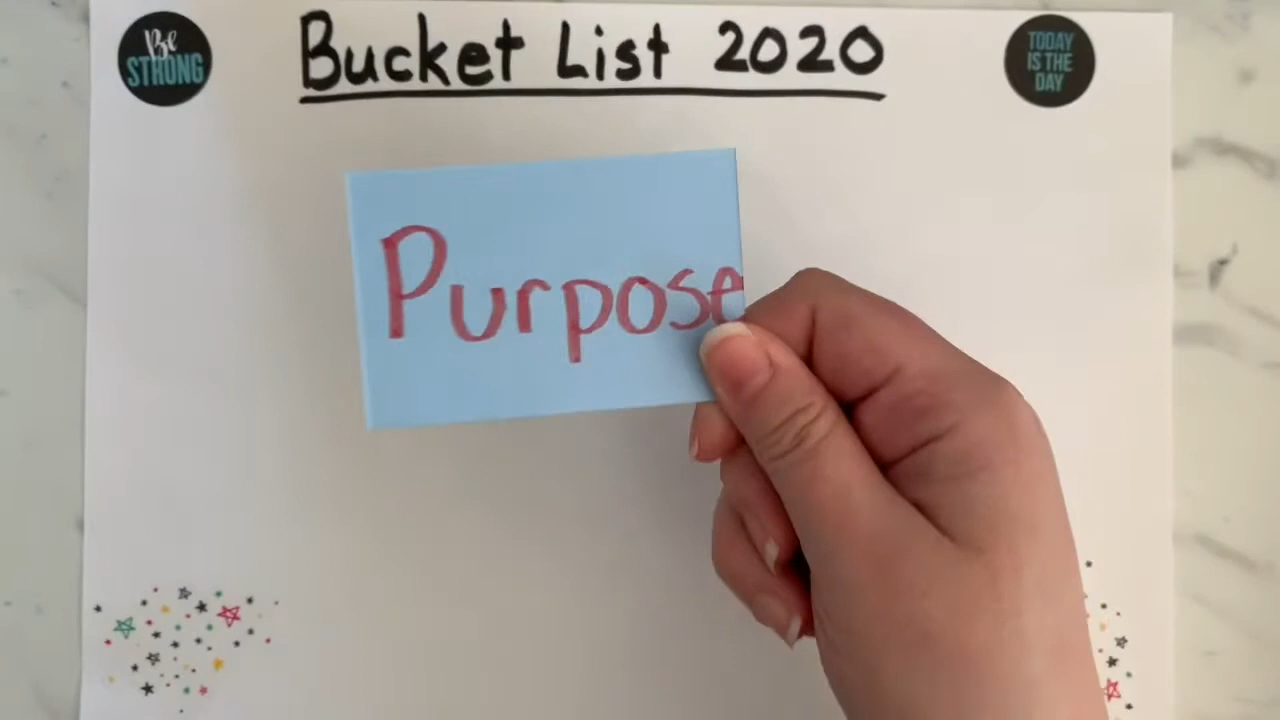 Be
STRONG
Bucket List 2020
TODAY
IS THE
DAY
Purpose